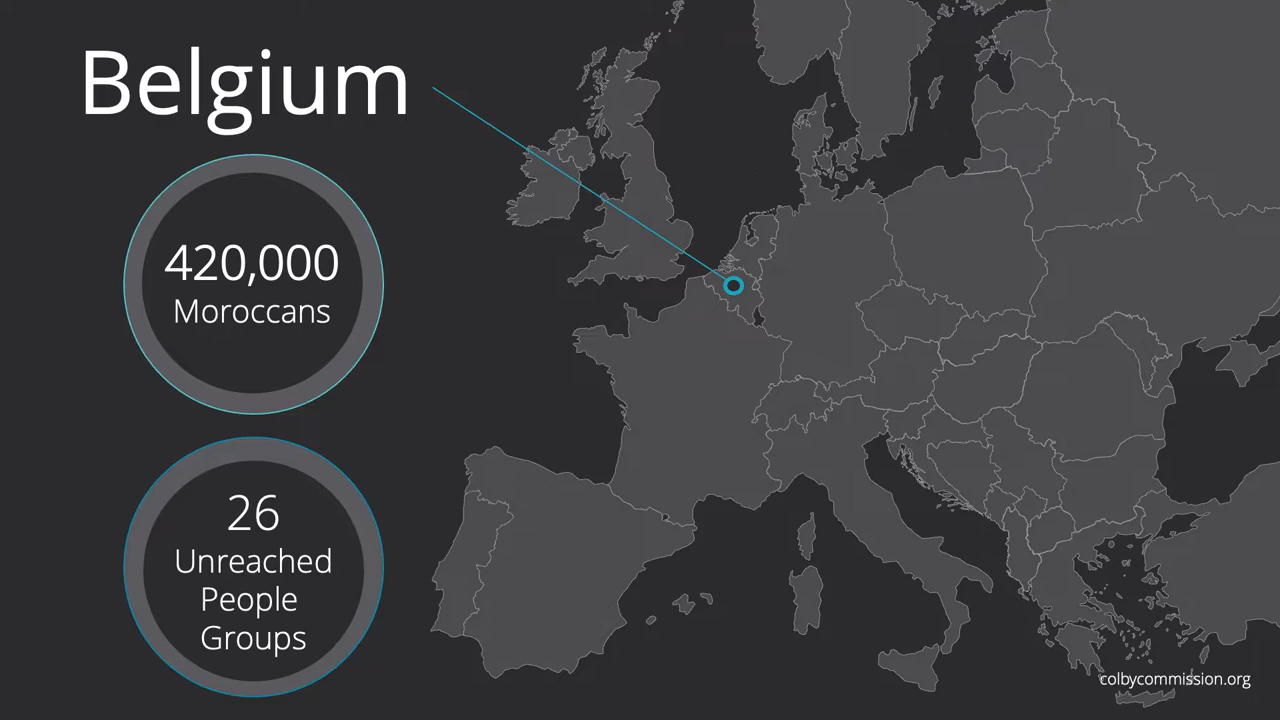 Belgium
420,000
Moroccans
26
Unreached
People
Groups
colbycommission.org